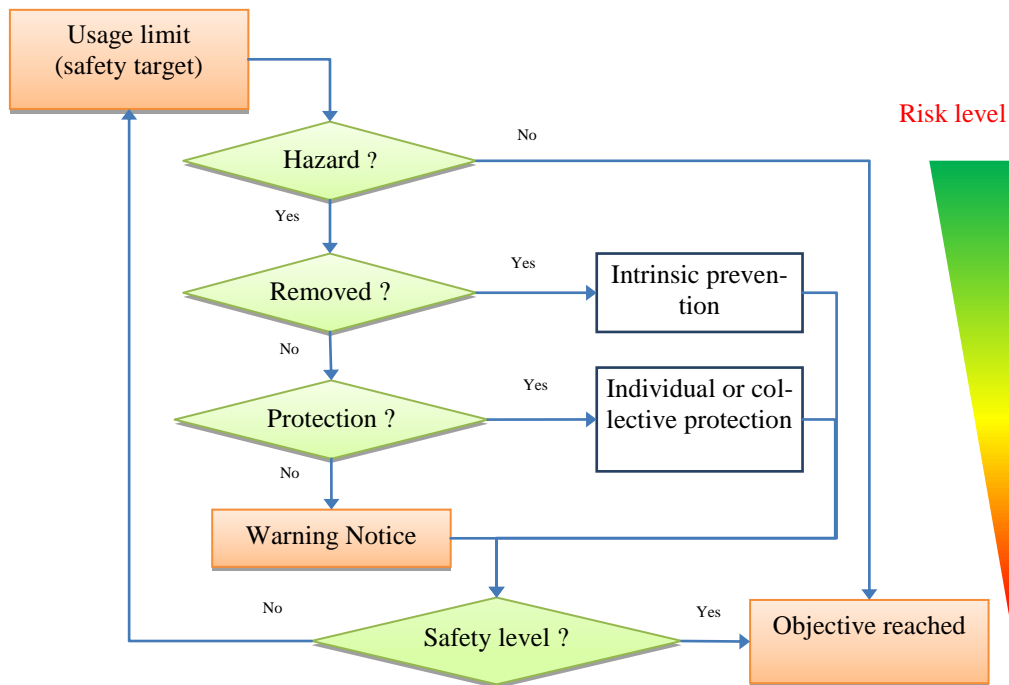 Usage limit
(safety target)
Risk level
No
Hazard ?
Yes
Yes
Intrinsic preven-
tion
Removed ?
No
Yes
Individual or col-
lective protection
Protection ?
No
Warning Notice
No
Yes
Safety level ?
Objective reached